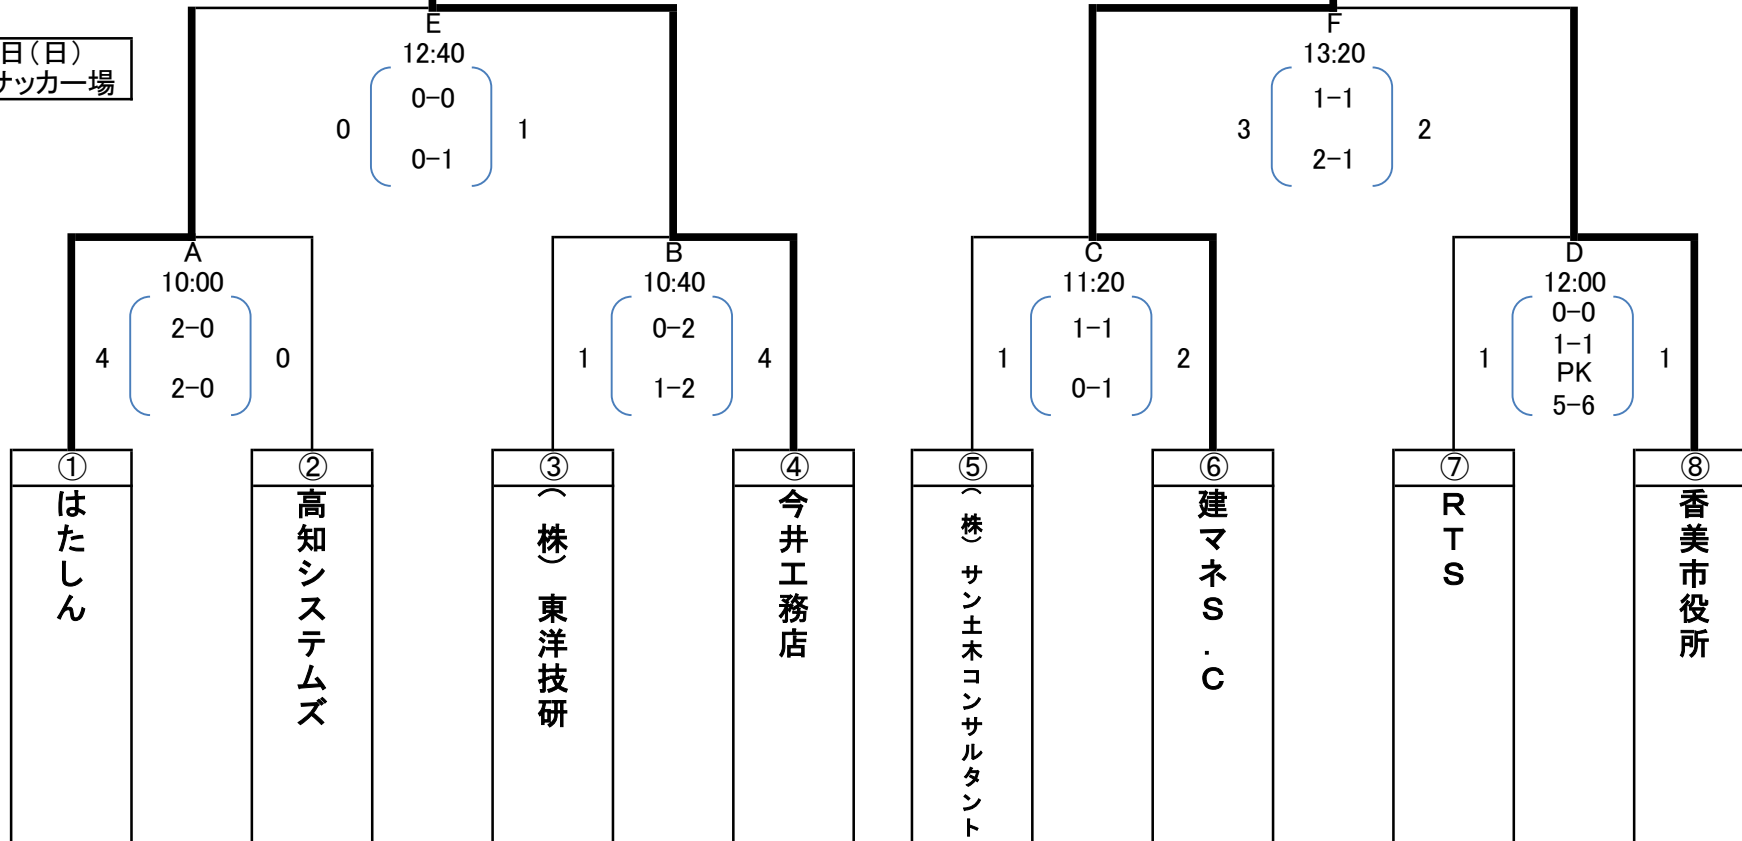 E
12:40
0-0
0 1
0-1
F
13:20
1-1
3 2
2-1
日(日)
サッカー場
A
10:00
2-0
4 0
2-0
B
10:40
0-2
1 4
1-2
C
11:20
1-1
1 2
0-1
D
12:00
0-0
1-1
1 1
PK
5-6
①
はたしん
②
高知システムズ
③
(株)東洋技研
④
今井工務店
⑤
(株)サン土木コンサルタント
⑥
建マネS.C
⑦
RTS
⑧
香美市役所